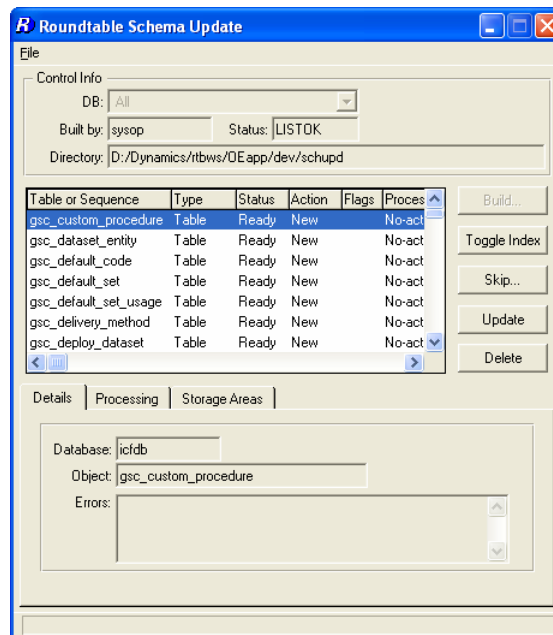 R Roundtable Schema Update
File
Control Info
DB: All
Built by: sysop Status: LISTOK
Directory: D:/Dynamics/rtbws/OEapp/dev/schupd
Table or Sequence Type Status Action Flags Proces
Build...
gsc_custom_procedure Table Ready New No-act
gsc_dataset_entity Table Ready New No-act
Toggle Index
gsc_default_code Table Ready New No-act
gsc_default_set Table Ready New No-act
Skip...
gsc_default_set_usage Table Ready New No-act
gsc_delivery_method Table Ready New No-act
Update
gsc_deploy_dataset Table Ready New No-act
Delete
Details Processing Storage Areas
Database: icfdb
Object: gsc_custom_procedure
Errors: